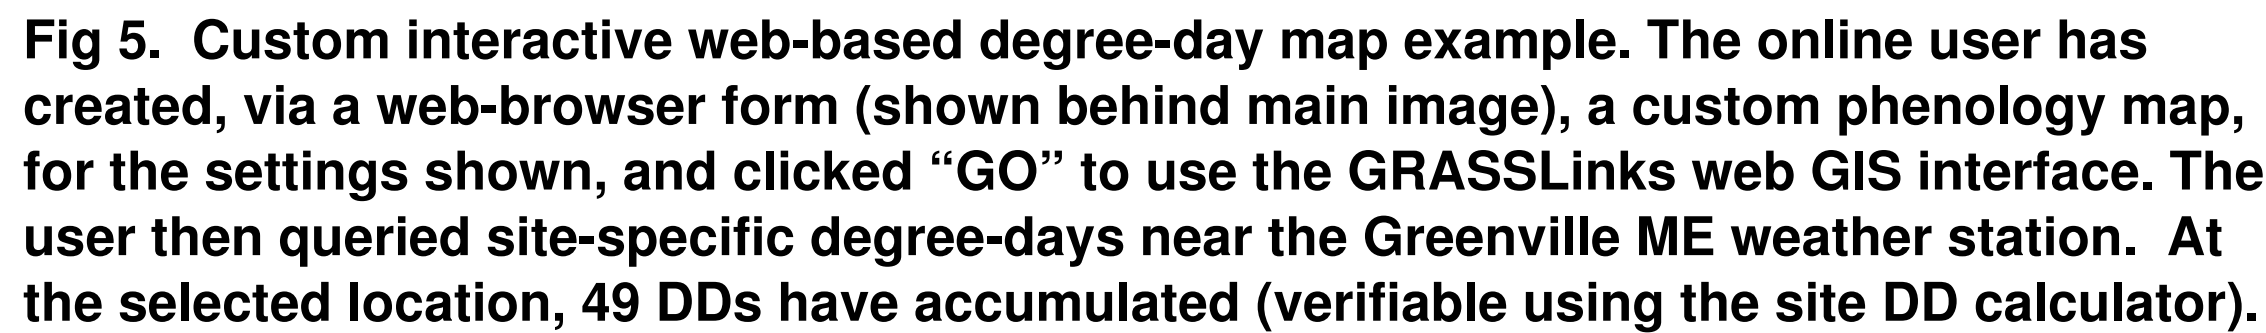 Fig 5.  Custom interactive web-based degree-day map example. The online user has
created, via a web-browser form (shown behind main image), a custom phenology map,
for the settings shown, and clicked “GO” to use the GRASSLinks web GIS interface. The
user then queried site-specific degree-days near the Greenville ME weather station.  At
the selected location, 49 DDs have accumulated (verifiable using the site DD calculator).